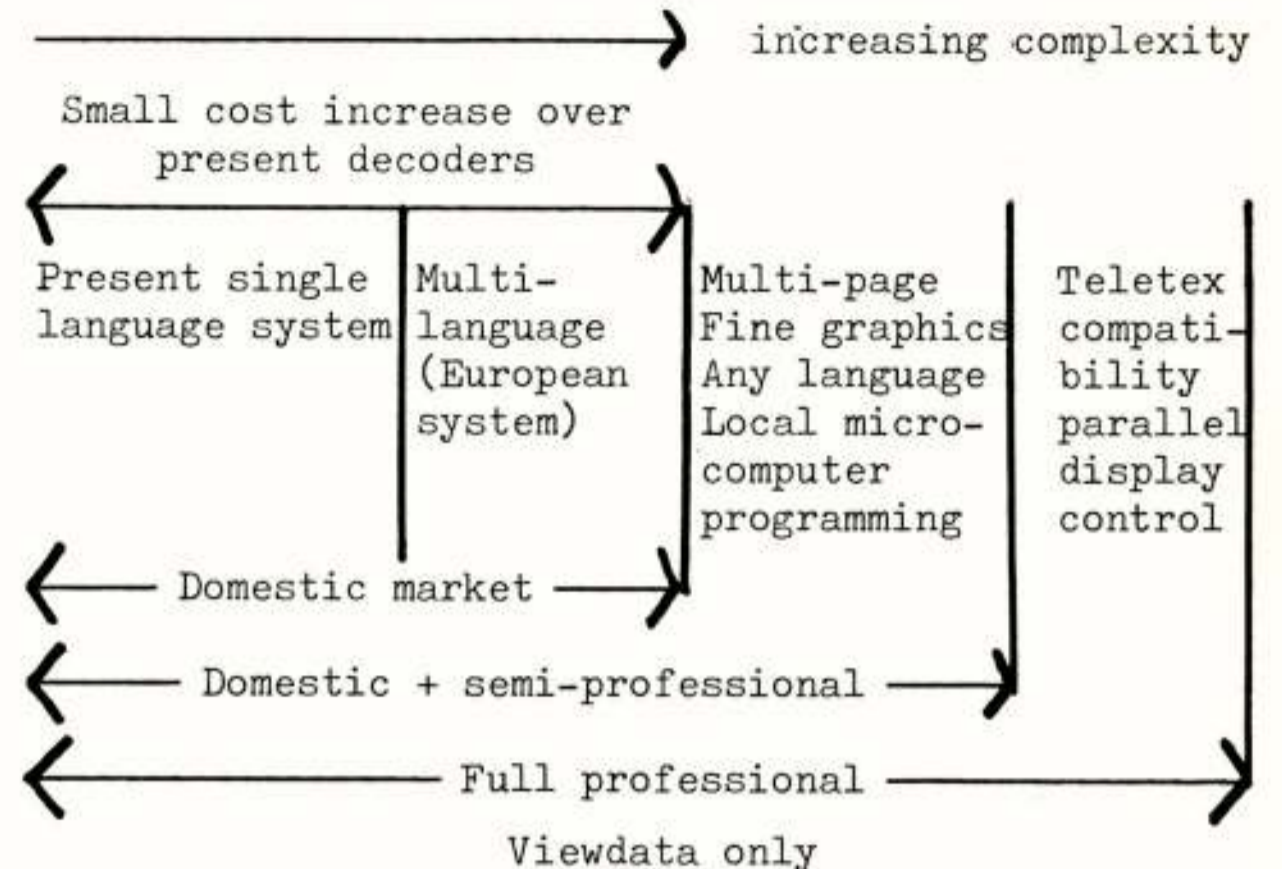 increasing complexity
Small cost increase over
present decoders
Present single
language system
Multi-
language
(European
system)
Multi-page
Fine graphics
Any language
Local micro-
computer
programming
Teletex
compati-
bility
parallel
display
control
Domestic market
Domestic + semi-professional
Full professional
Viewdata only